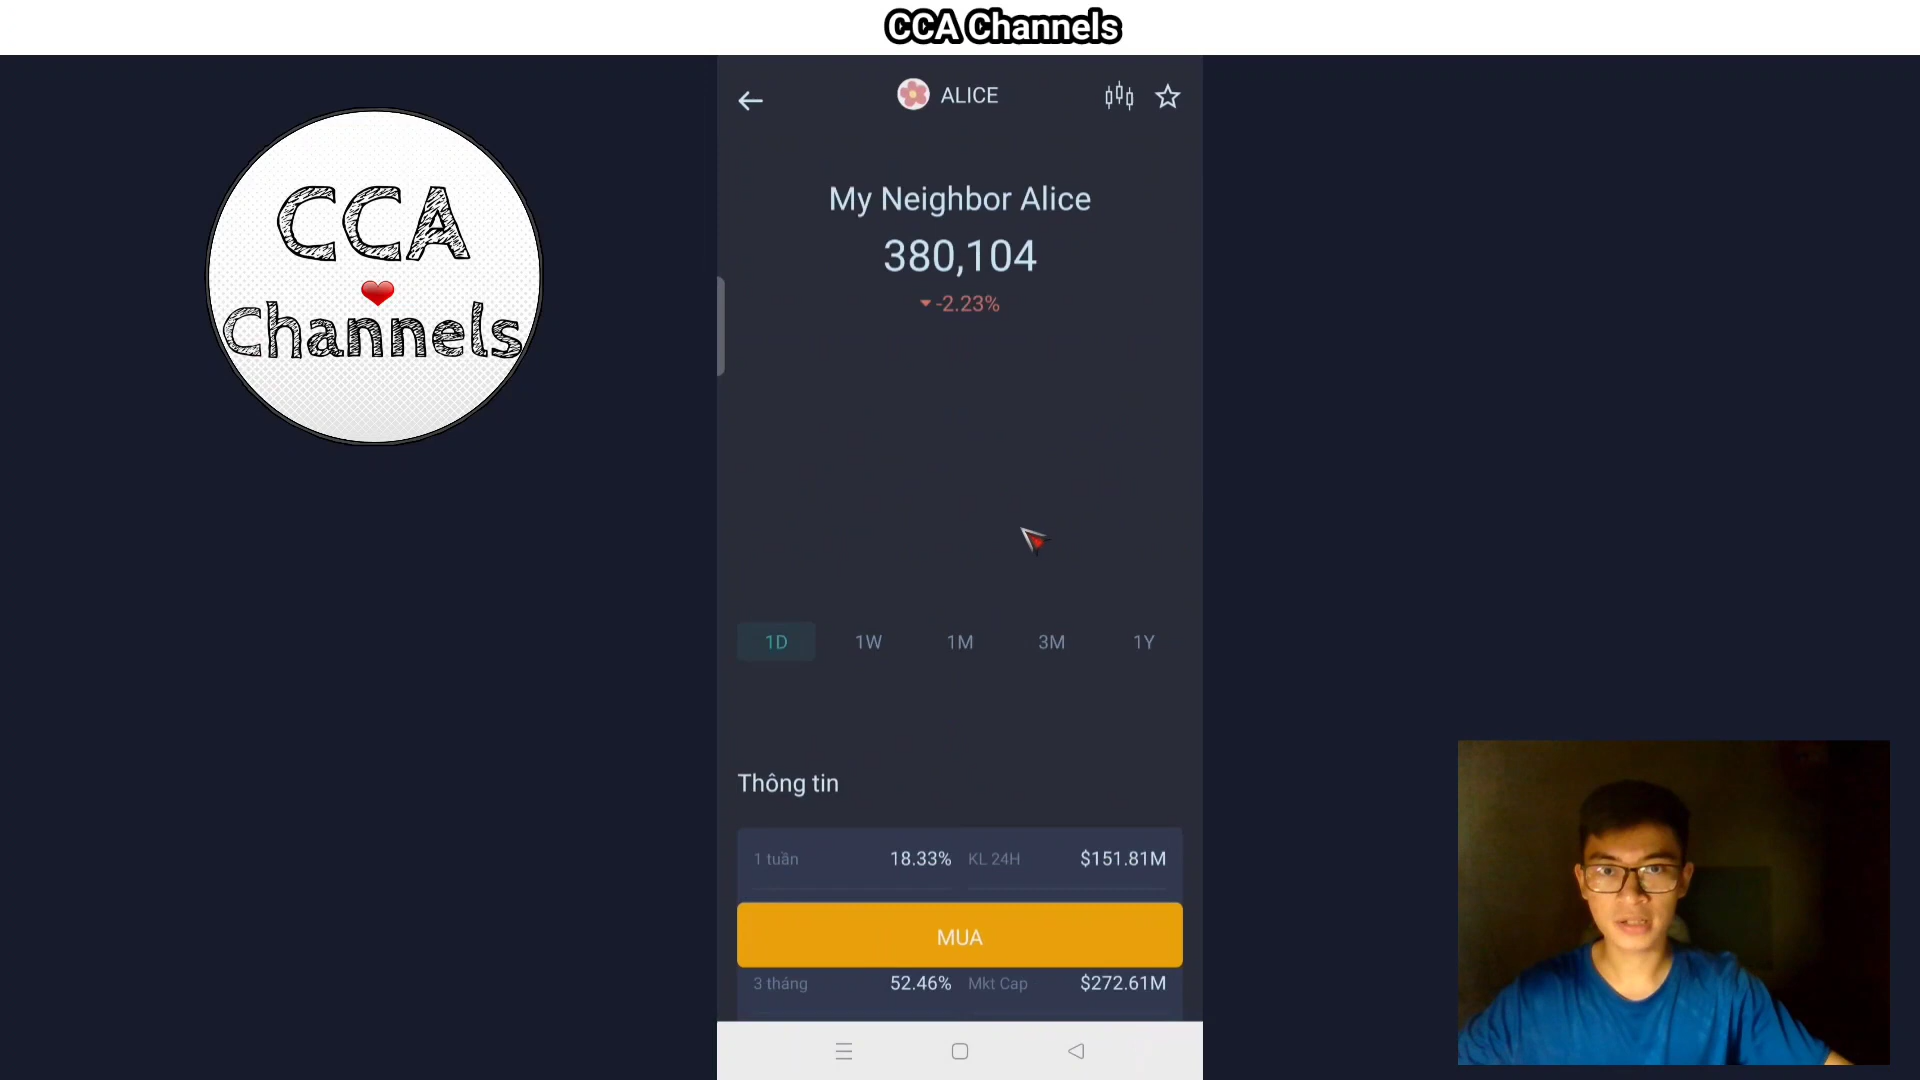 CCA Channels
CCA
Channels
ALICE
My Neighbor Alice
380,104
-2.23%
1D 1W 1M 3M 1Y
Thông tin
1 tuần 18.33% KL 24H $151.81M
MUA
3 tháng 52.46% Mkt Cap $272.61M